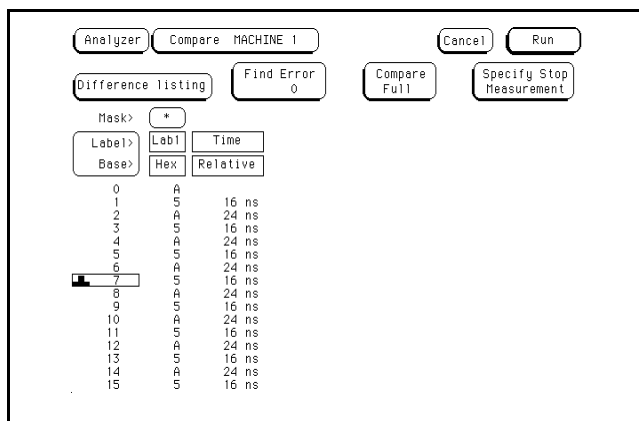 Analyzer Compare MACHINE 1 Cancel Run
Difference listing Find Error 0 Compare Full Specify Stop Measurement
Mask> *
Label> Lab1 Time
Base> Hex Relative
0 A
1 5 16 ns
2 A 24 ns
3 5 16 ns
4 A 24 ns
5 5 16 ns
6 A 24 ns
7 5 16 ns
8 A 24 ns
9 5 16 ns
10 A 24 ns
11 5 16 ns
12 A 24 ns
13 5 16 ns
14 A 24 ns
15 5 16 ns